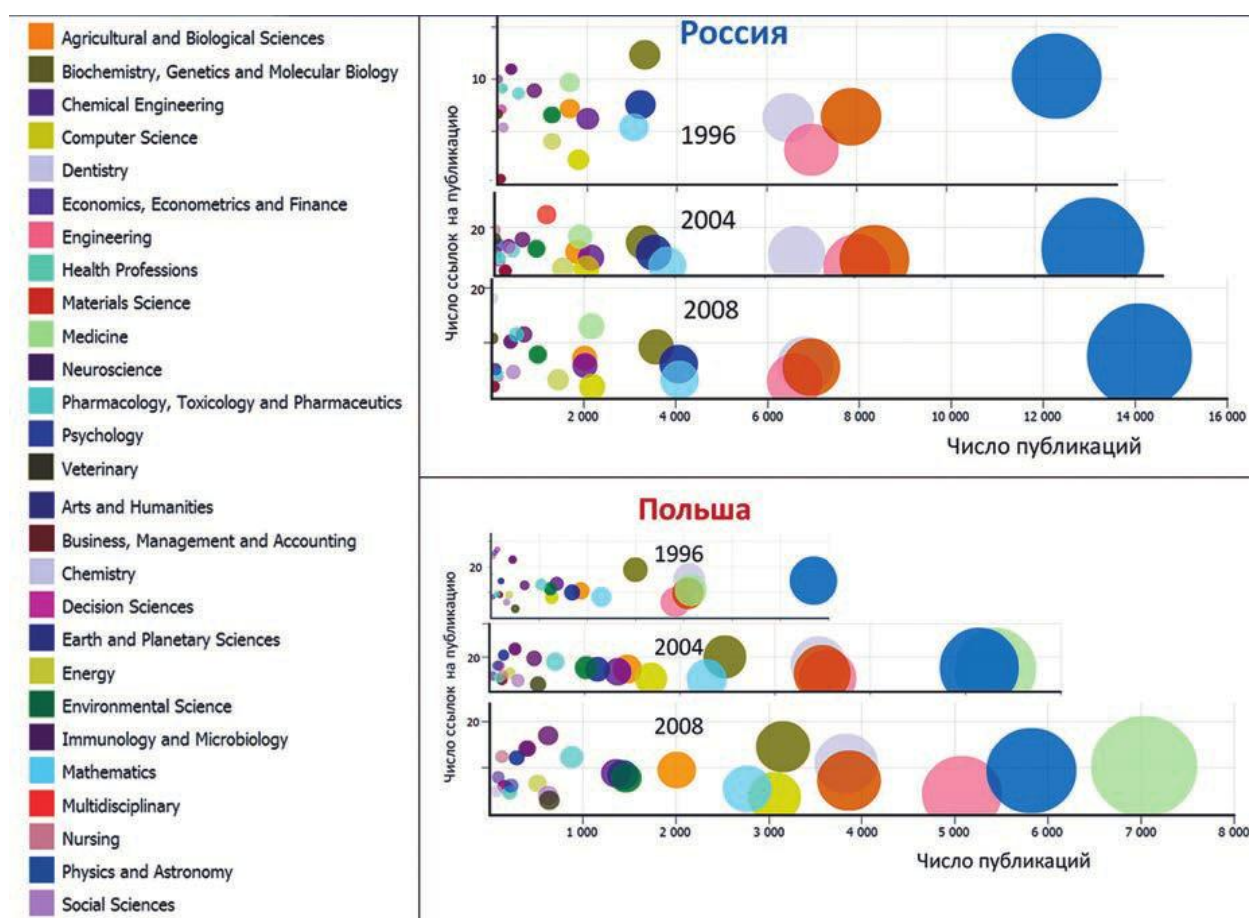 Agricultural and Biological Sciences
Biochemistry, Genetics and Molecular Biology
Chemical Engineering
Computer Science
Dentistry
Economics, Econometrics and Finance
Engineering
Health Professions
Materials Science
Medicine
Neuroscience
Pharmacology, Toxicology and Pharmaceutics
Psychology
Veterinary
Arts and Humanities
Business, Management and Accounting
Chemistry
Decision Sciences
Earth and Planetary Sciences
Energy
Environmental Science
Immunology and Microbiology
Mathematics
Multidisciplinary
Nursing
Physics and Astronomy
Social Sciences
Россия
Число ссылок на публикацию
10
1996
20
2004
20
2008
2 000 4 000 6 000 8 000 10 000 12 000 14 000 16 000
Число публикаций
Польша
Число ссылок на публикацию
1996
20
2004
20
2008
20
1 000 2 000 3 000 4 000 5 000 6 000 7 000 8 000
Число публикаций